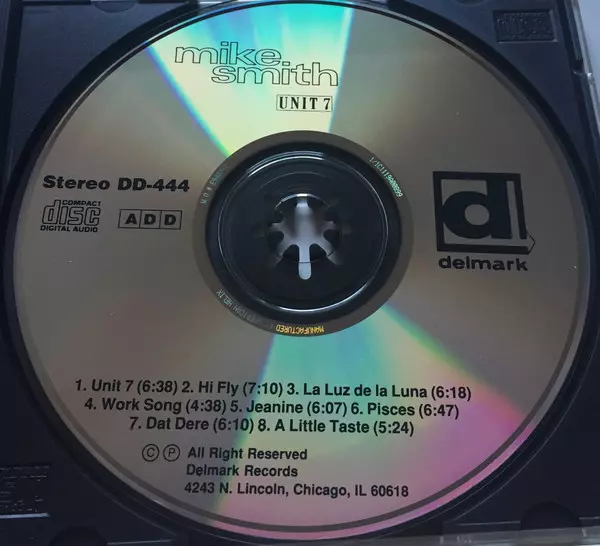 mike
smith
UNIT 7
Stereo DD-444
COMPACT
disc
DIGITAL AUDIO
ADD
d
delmark
MANUFACTURED
1. Unit 7 (6:38) 2. Hi Fly (7:10) 3. La Luz de la Luna (6:18)
4. Work Song (4:38) 5. Jeanine (6:07) 6. Pisces (6:47)
7. Dat Dere (6:10) 8. A Little Taste (5:24)
© ℗ All Right Reserved
Delmark Records
4243 N. Lincoln, Chicago, IL 60618